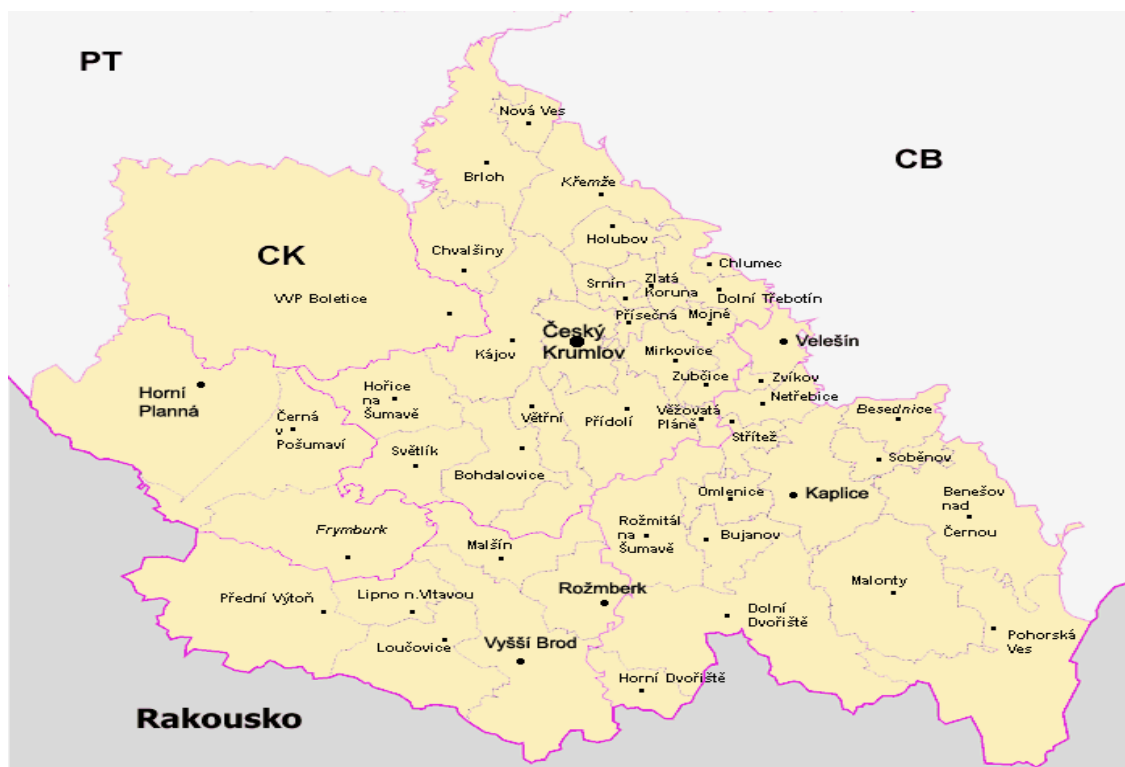 PT
Nová Ves
CB
Brloh
Křemže
Holubov
CK
Chvalšiny
Chlumec
Srnín
Zlatá
Koruna
VVP Boletice
Dolní Třebotín
Přísečná
Mojné
Český
Krumlov
Velešín
Kájov
Mirkovice
Horní
Planná
Hořice
na
Šumavě
Zubčice
Zvíkov
Netřebice
Černá
v
Pošumaví
Větřní
Přídolí
Věžovatá
Pláně
Besednice
Střítež
Světlík
Bohdalovice
Soběnov
Omlenice
Kaplice
Benešov
nad
Černou
Frymburk
Rožmitál
na
Šumavě
Bujanov
Malšín
Malonty
Přední Výtoň
Lipno n.Vltavou
Rožmberk
Dolní
Dvořiště
Loučovice
Vyšší Brod
Pohorská
Ves
Horní Dvořiště
Rakousko